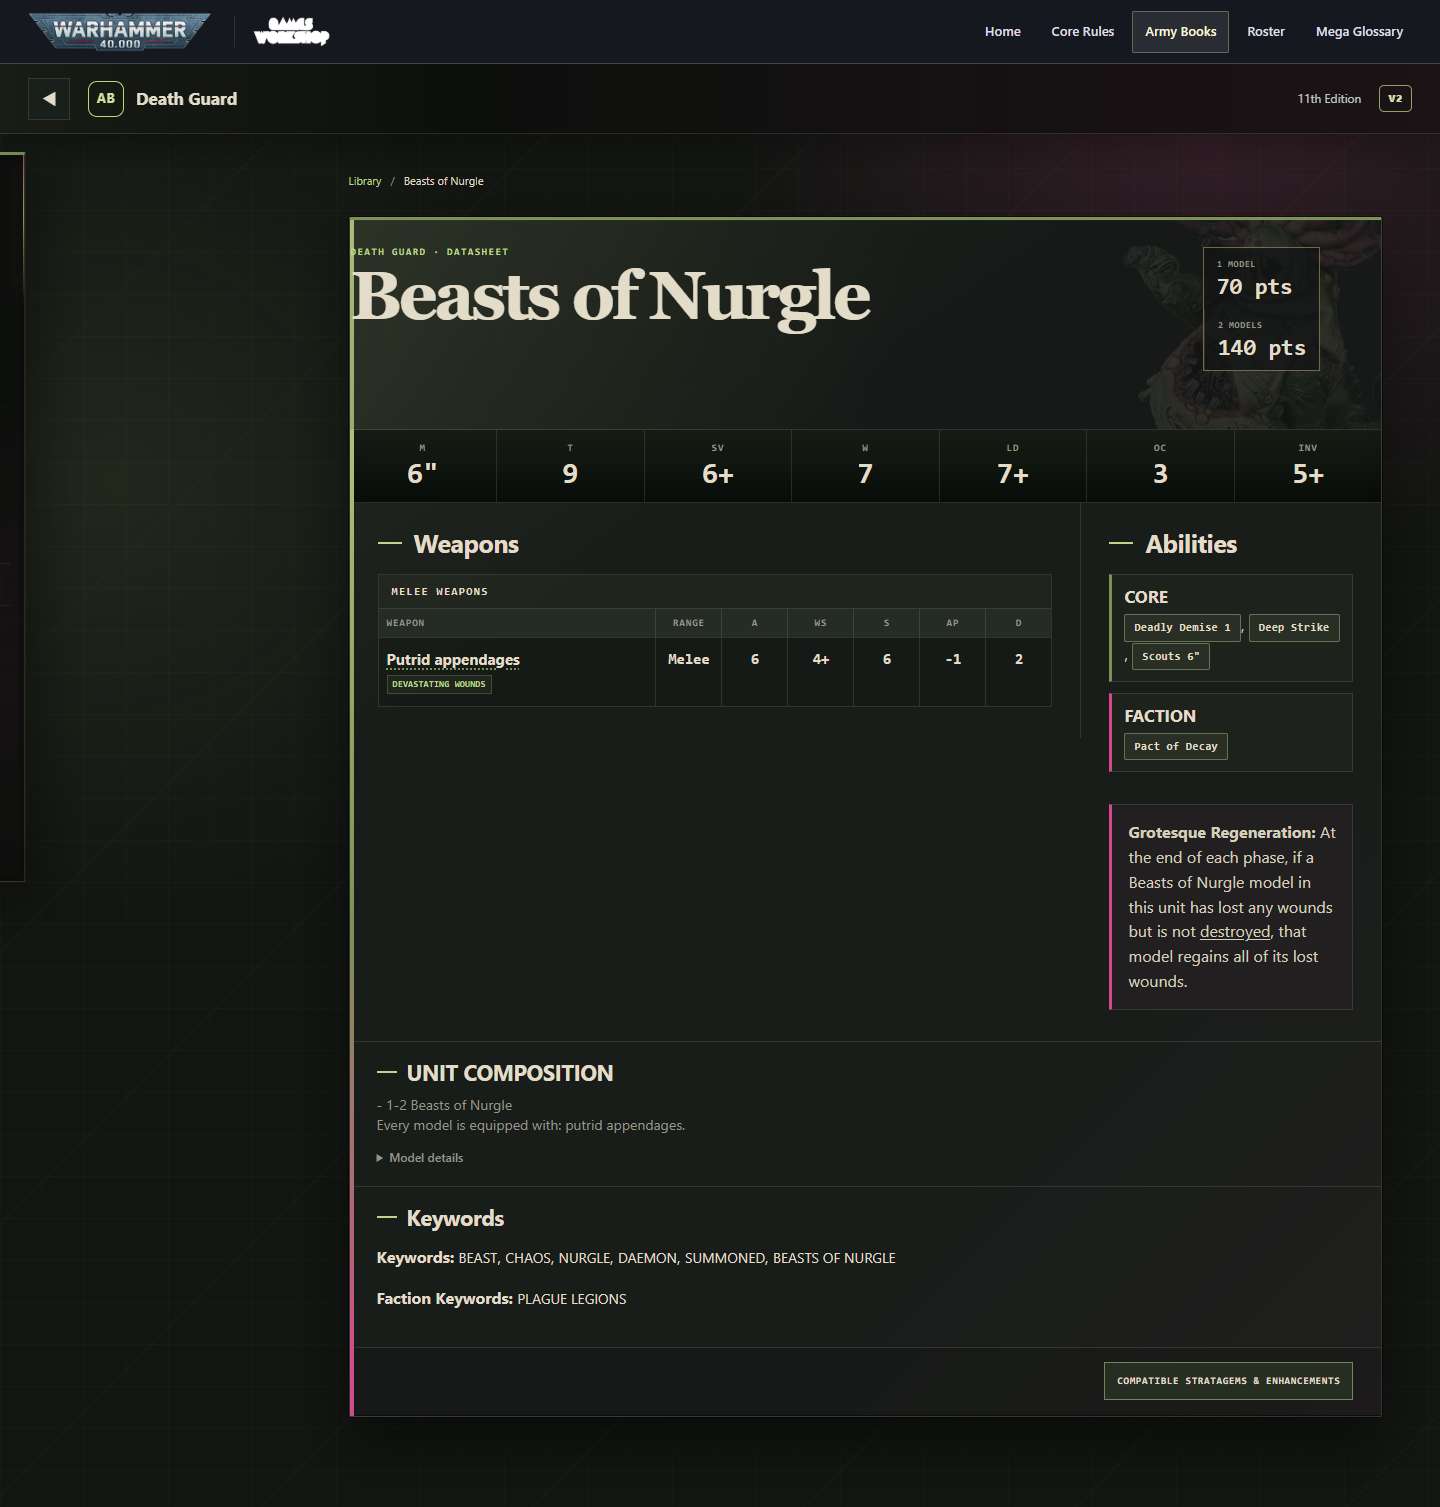 WARHAMMER
40,000
GAMES
WORKSHOP
Home
Core Rules
Army Books
Roster
Mega Glossary
◀
AB
Death Guard
11th Edition
V2
Library / Beasts of Nurgle
DEATH GUARD · DATASHEET
Beasts of Nurgle
1 MODEL
70 pts
2 MODELS
140 pts
M
6"
T
9
SV
6+
W
7
LD
7+
OC
3
INV
5+
Weapons
MELEE WEAPONS
WEAPON RANGE A WS S AP D
Putrid appendages Melee 6 4+ 6 -1 2
DEVASTATING WOUNDS
Abilities
CORE
Deadly Demise 1, Deep Strike
, Scouts 6"
FACTION
Pact of Decay
Grotesque Regeneration: At
the end of each phase, if a
Beasts of Nurgle model in
this unit has lost any wounds
but is not destroyed, that
model regains all of its lost
wounds.
UNIT COMPOSITION
- 1-2 Beasts of Nurgle
Every model is equipped with: putrid appendages.
▶ Model details
Keywords
Keywords: BEAST, CHAOS, NURGLE, DAEMON, SUMMONED, BEASTS OF NURGLE
Faction Keywords: PLAGUE LEGIONS
COMPATIBLE STRATAGEMS & ENHANCEMENTS